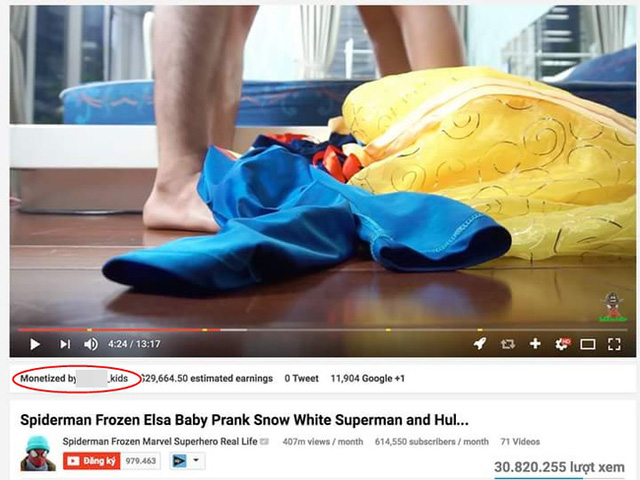 4:24 / 13:17
Monetized by _kids $29,664.50 estimated earnings 0 Tweet 11,904 Google +1
Spiderman Frozen Elsa Baby Prank Snow White Superman and Hul...
Spiderman Frozen Marvel Superhero Real Life 407m views / month 614,550 subscribers / month 71 Videos
Đăng ký 979.463
30.820.255 lượt xem